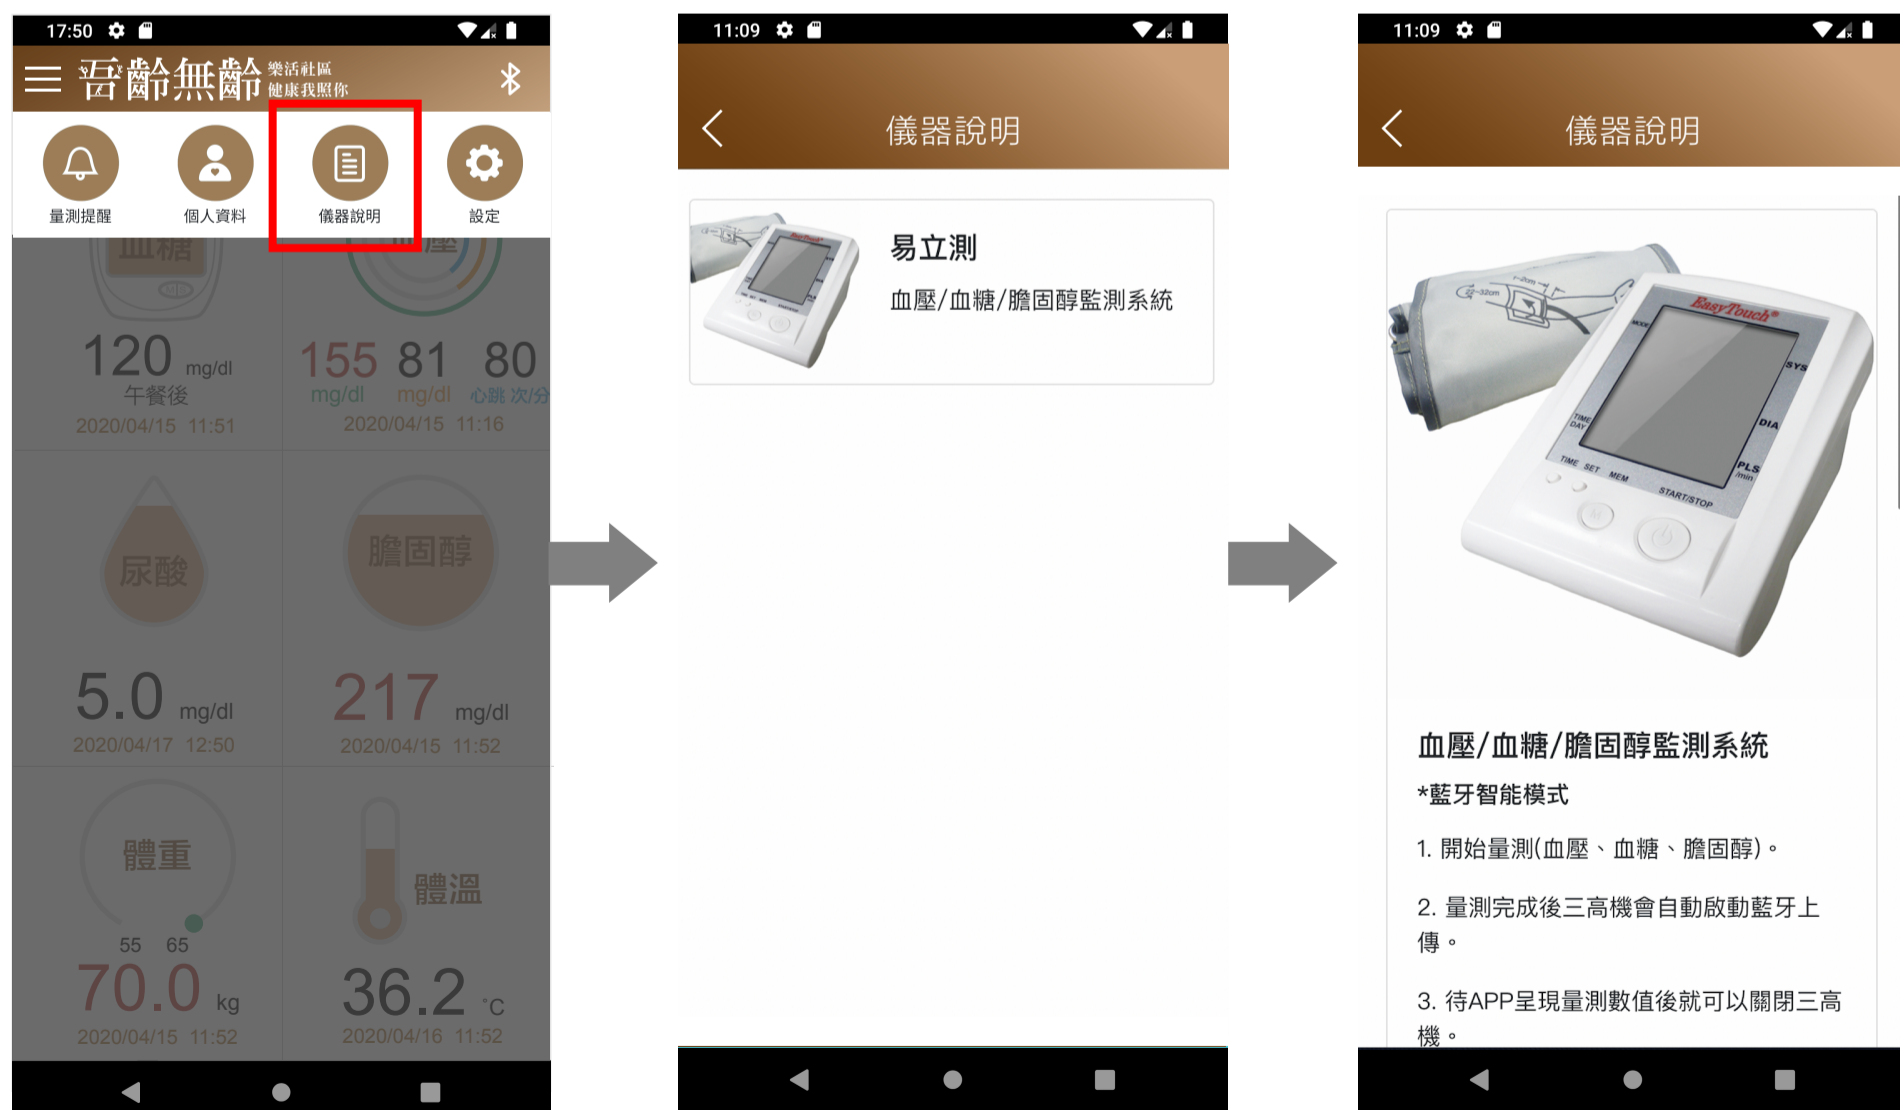 17:50
吾齡無齡 樂活社區
健康我照你
量測提醒 個人資料 儀器說明 設定
血糖 血壓
120 mg/dl
午餐後
2020/04/15 11:51
155 81 80
mg/dl mg/dl 心跳 次/分
2020/04/15 11:16
尿酸 膽固醇
5.0 mg/dl
2020/04/17 12:50
217 mg/dl
2020/04/15 11:52
體重
55 65
70.0 kg
2020/04/15 11:52
體溫
36.2 °C
2020/04/16 11:52
11:09
儀器說明
EasyTouch
易立測
血壓/血糖/膽固醇監測系統
11:09
儀器說明
EasyTouch®
MODE
SYS
DIA
PLS
/min
TIME
DAY
TIME SET MEM START/STOP
M
血壓/血糖/膽固醇監測系統
*藍牙智能模式
1. 開始量測(血壓、血糖、膽固醇)。
2. 量測完成後三高機會自動啟動藍牙上
傳。
3. 待APP呈現量測數值後就可以關閉三高
機。